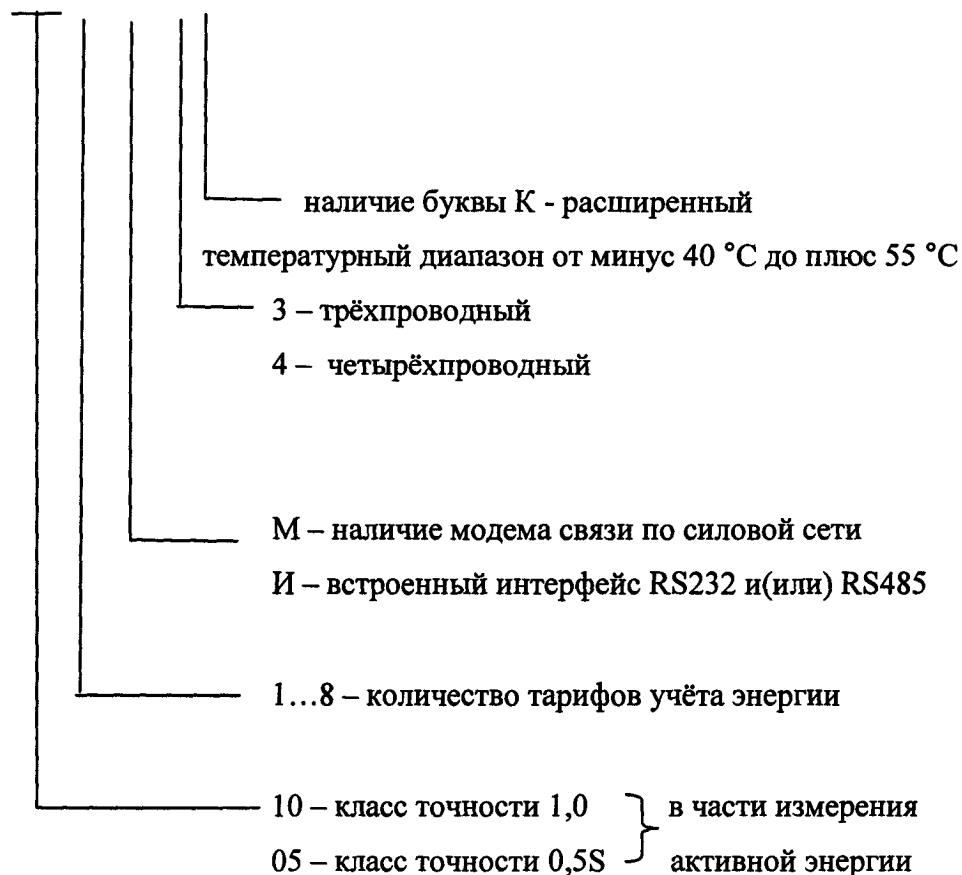 наличие буквы К - расширенный
температурный диапазон от минус 40 °С до плюс 55 °С
3 – трёхпроводный
4 – четырёхпроводный
М – наличие модема связи по силовой сети
И – встроенный интерфейс RS232 и(или) RS485
1...8 – количество тарифов учёта энергии
10 – класс точности 1,0 } в части измерения
05 – класс точности 0,5S активной энергии